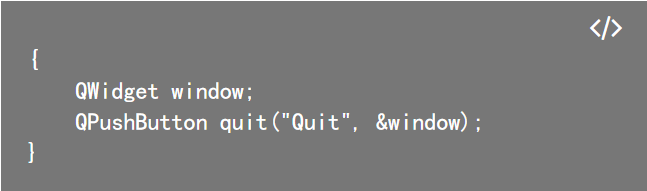 </>
{
    QWidget window;
    QPushButton quit("Quit", &window);
}